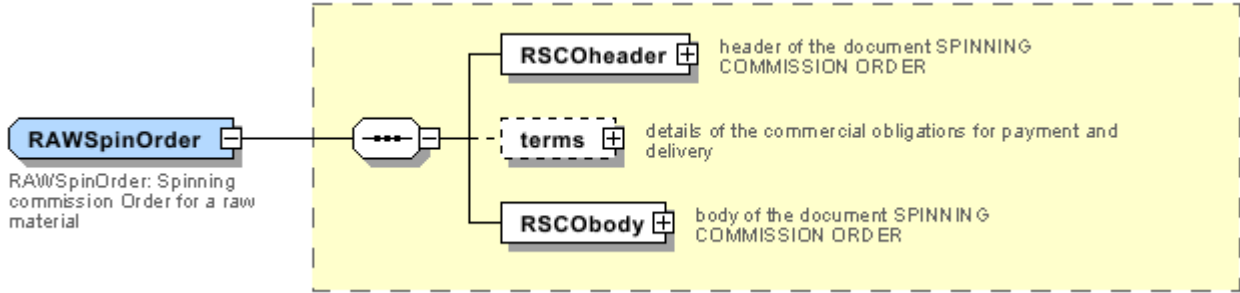 RSCOheader
header of the document SPINNING
COMMISSION ORDER
RAWSpinOrder
RAWSpinOrder: Spinning
commission Order for a raw
material
terms
details of the commercial obligations for payment and
delivery
RSCObody
body of the document SPINNING
COMMISSION ORDER